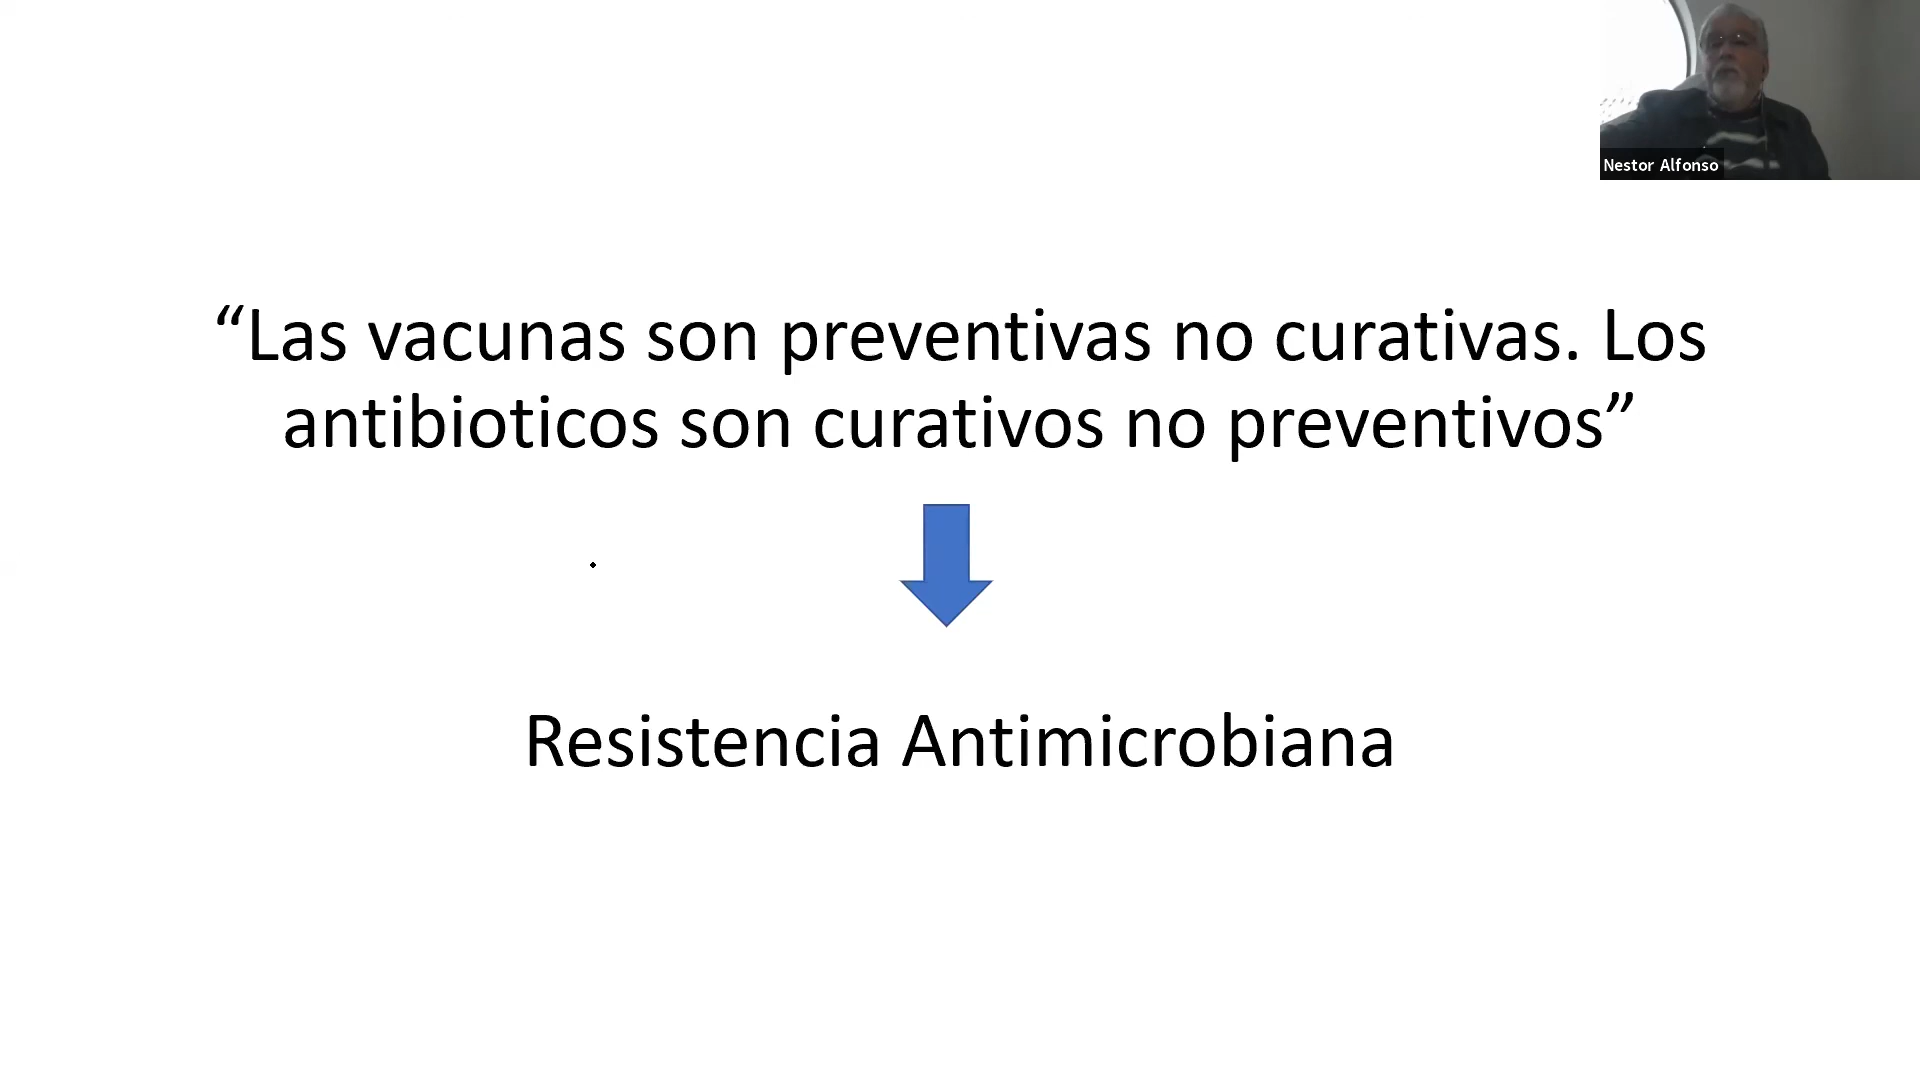 Nestor Alfonso
“Las vacunas son preventivas no curativas. Los
antibioticos son curativos no preventivos”
Resistencia Antimicrobiana